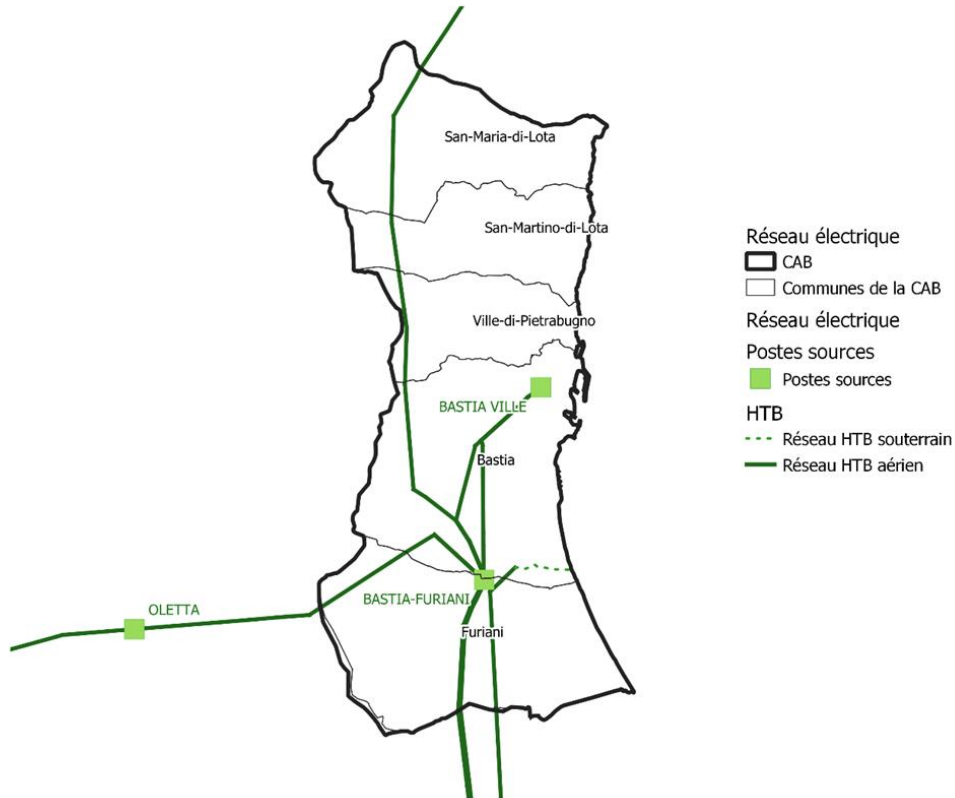 San-Maria-di-Lota
San-Martino-di-Lota
Ville-di-Pietrabugno
BASTIA VILLE
Bastia
OLETTA
BASTIA-FURIANI
Furiani
Réseau électrique
CAB
Communes de la CAB
Réseau électrique
Postes sources
Postes sources
HTB
Réseau HTB souterrain
Réseau HTB aérien